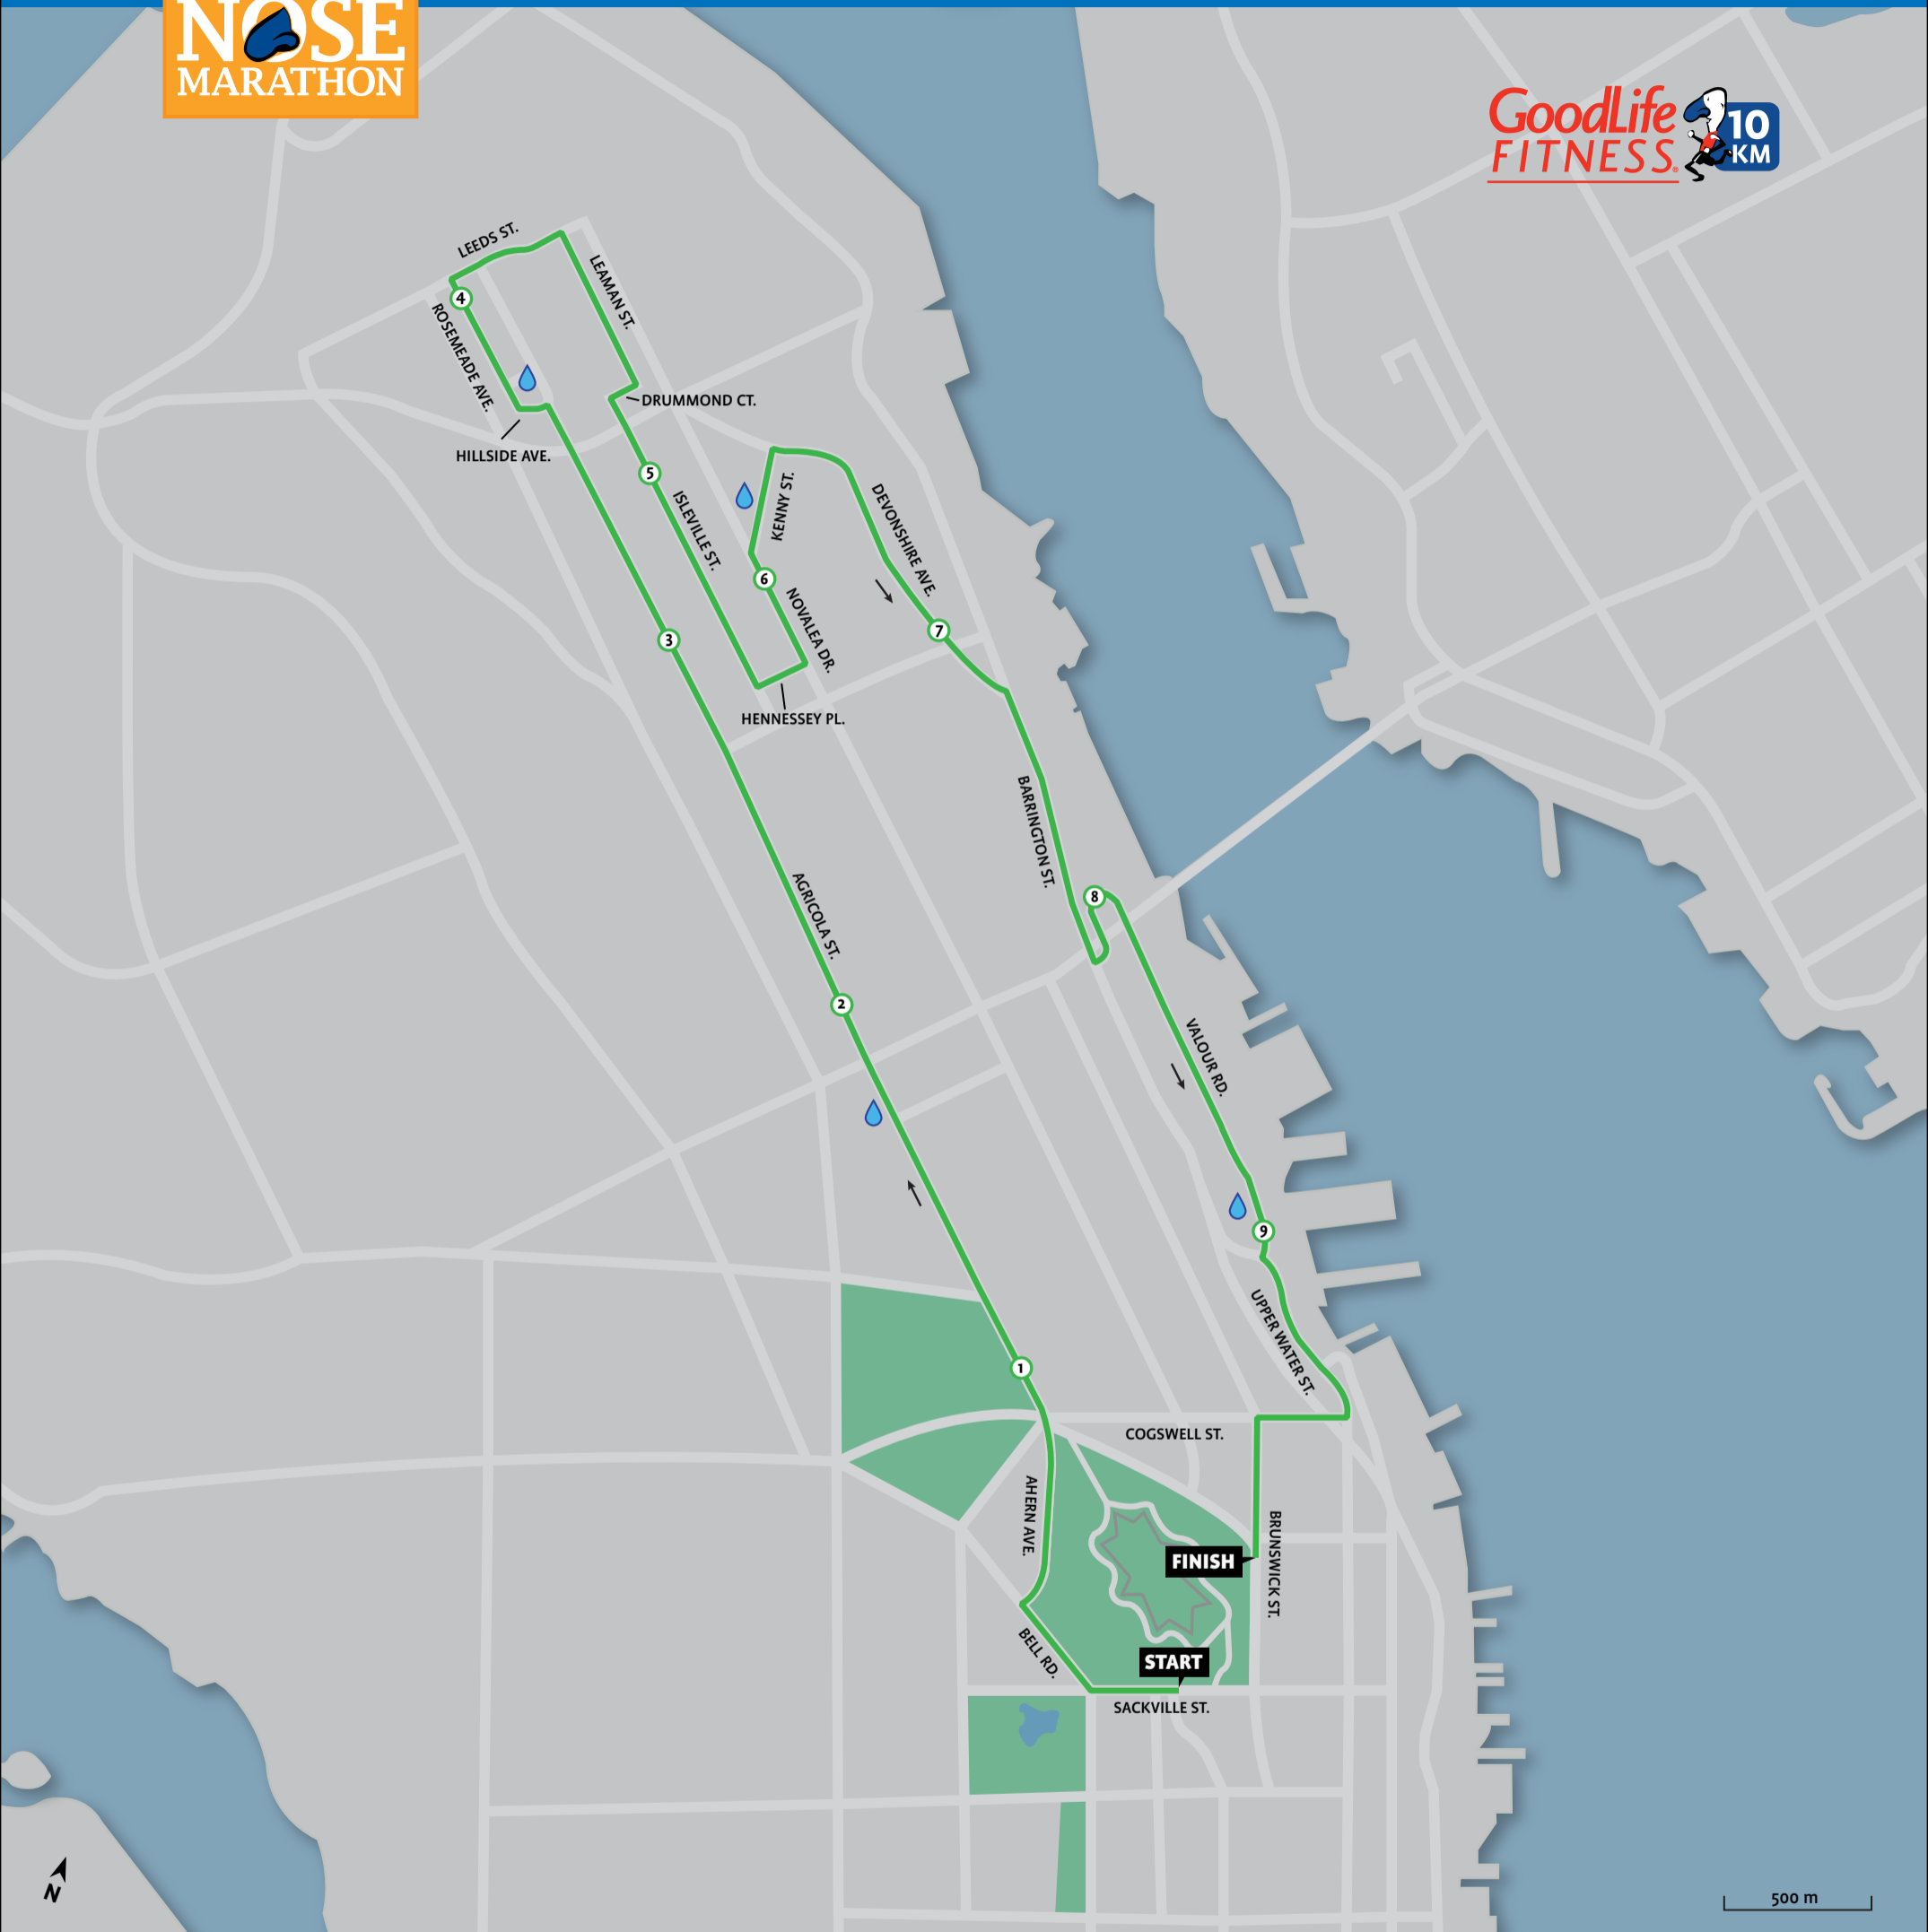 NOSE
MARATHON
GOODLIFE
FITNESS®
10
KM
LEEDS ST.
LEAMAN ST.
4
ROSEMEADE AVE.
DRUMMOND CT.
HILLSIDE AVE.
5
ISLEVILLE ST.
KENNY ST.
DEVONSHIRE AVE.
6
NOVALEA DR.
7
3
HENNESSEY PL.
BARRINGTON ST.
AGRICOLA ST.
8
2
VALOUR RD.
9
UPPER WATER ST.
1
COGSWELL ST.
AHERN AVE.
BRUNSWICK ST.
FINISH
BELL RD.
START
SACKVILLE ST.
N
500 m